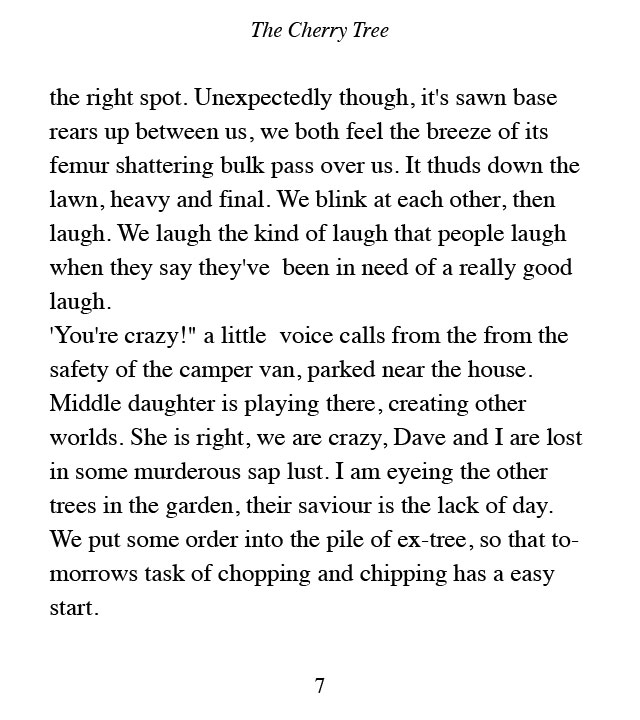 The Cherry Tree
the right spot. Unexpectedly though, it's sawn base
rears up between us, we both feel the breeze of its
femur shattering bulk pass over us. It thuds down the
lawn, heavy and final. We blink at each other, then
laugh. We laugh the kind of laugh that people laugh
when they say they've  been in need of a really good
laugh.
'You're crazy!" a little  voice calls from the from the
safety of the camper van, parked near the house.
Middle daughter is playing there, creating other
worlds. She is right, we are crazy, Dave and I are lost
in some murderous sap lust. I am eyeing the other
trees in the garden, their saviour is the lack of day.
We put some order into the pile of ex-tree, so that to-
morrows task of chopping and chipping has a easy
start.
7